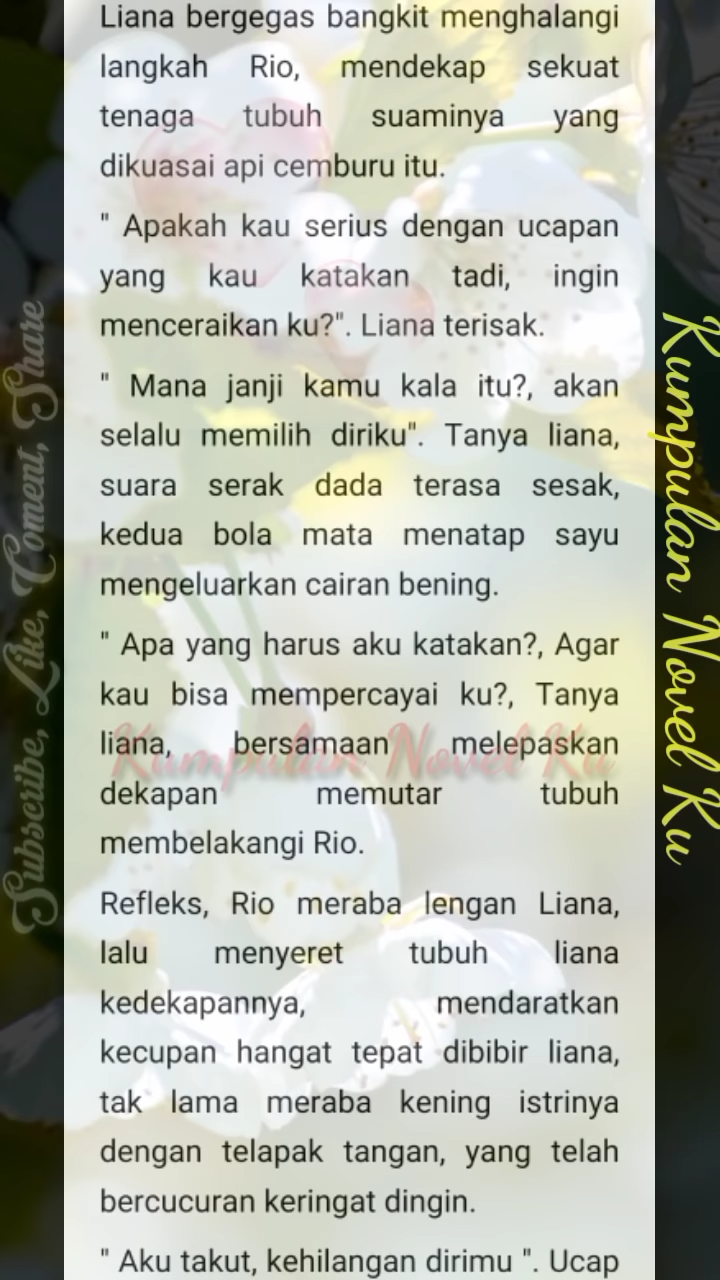 Liana bergegas bangkit menghalangi
langkah Rio, mendekap sekuat
tenaga tubuh suaminya yang
dikuasai api cemburu itu.
" Apakah kau serius dengan ucapan
yang kau katakan tadi, ingin
menceraikan ku?". Liana terisak.
" Mana janji kamu kala itu?, akan
selalu memilih diriku". Tanya liana,
suara serak dada terasa sesak,
kedua bola mata menatap sayu
mengeluarkan cairan bening.
" Apa yang harus aku katakan?, Agar
kau bisa mempercayai ku?, Tanya
liana, bersamaan melepaskan
dekapan memutar tubuh
membelakangi Rio.
Refleks, Rio meraba lengan Liana,
lalu menyeret tubuh liana
kedekapannya, mendaratkan
kecupan hangat tepat dibibir liana,
tak lama meraba kening istrinya
dengan telapak tangan, yang telah
bercucuran keringat dingin.
" Aku takut, kehilangan dirimu ". Ucap
Kumpulan Novel Ku
Subscribe, Like, Coment, Share
Kumpulan Novel Ku